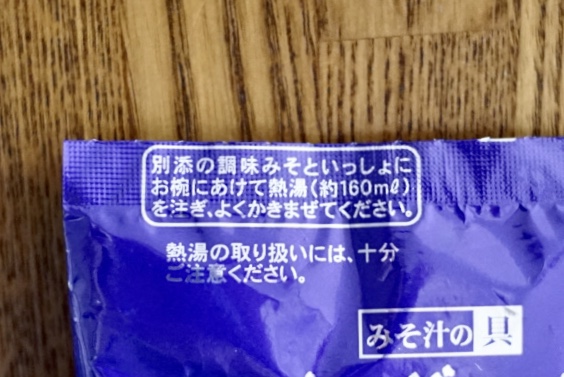 別添の調味みそといっしょに
お椀にあけて熱湯(約160mℓ)
を注ぎ、よくかきまぜてください。
熱湯の取り扱いには、十分
ご注意ください。
みそ汁の具